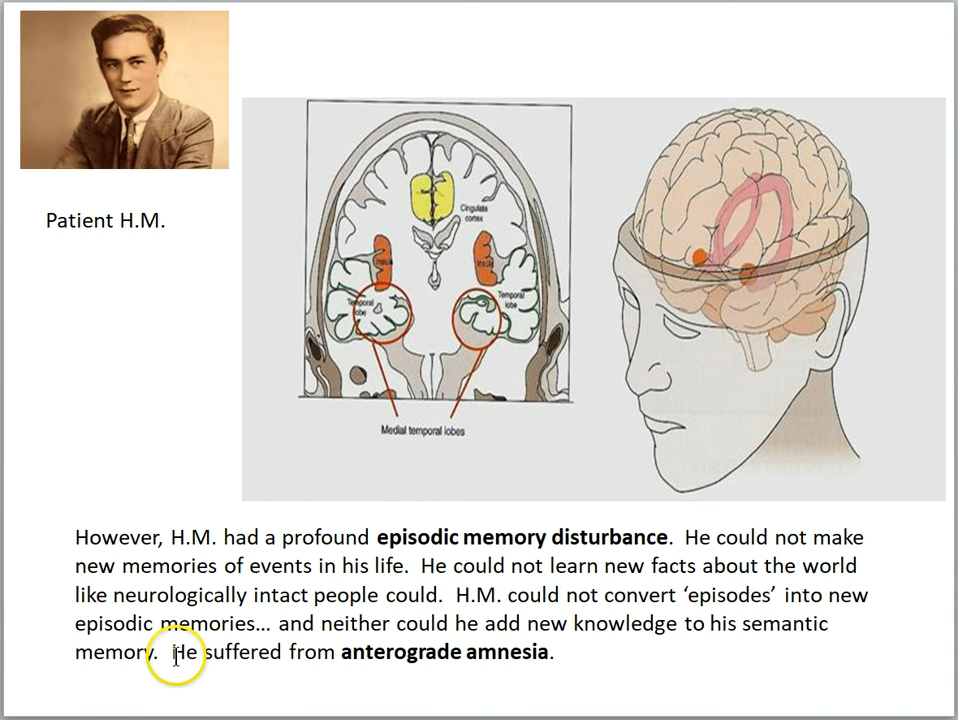 Patient H.M.
Cingulate
cortex
Insula
Insula
Temporal
lobe
Temporal
lobe
Medial temporal lobes
However, H.M. had a profound episodic memory disturbance. He could not make
new memories of events in his life. He could not learn new facts about the world
like neurologically intact people could. H.M. could not convert ‘episodes’ into new
episodic memories… and neither could he add new knowledge to his semantic
memory. He suffered from anterograde amnesia.